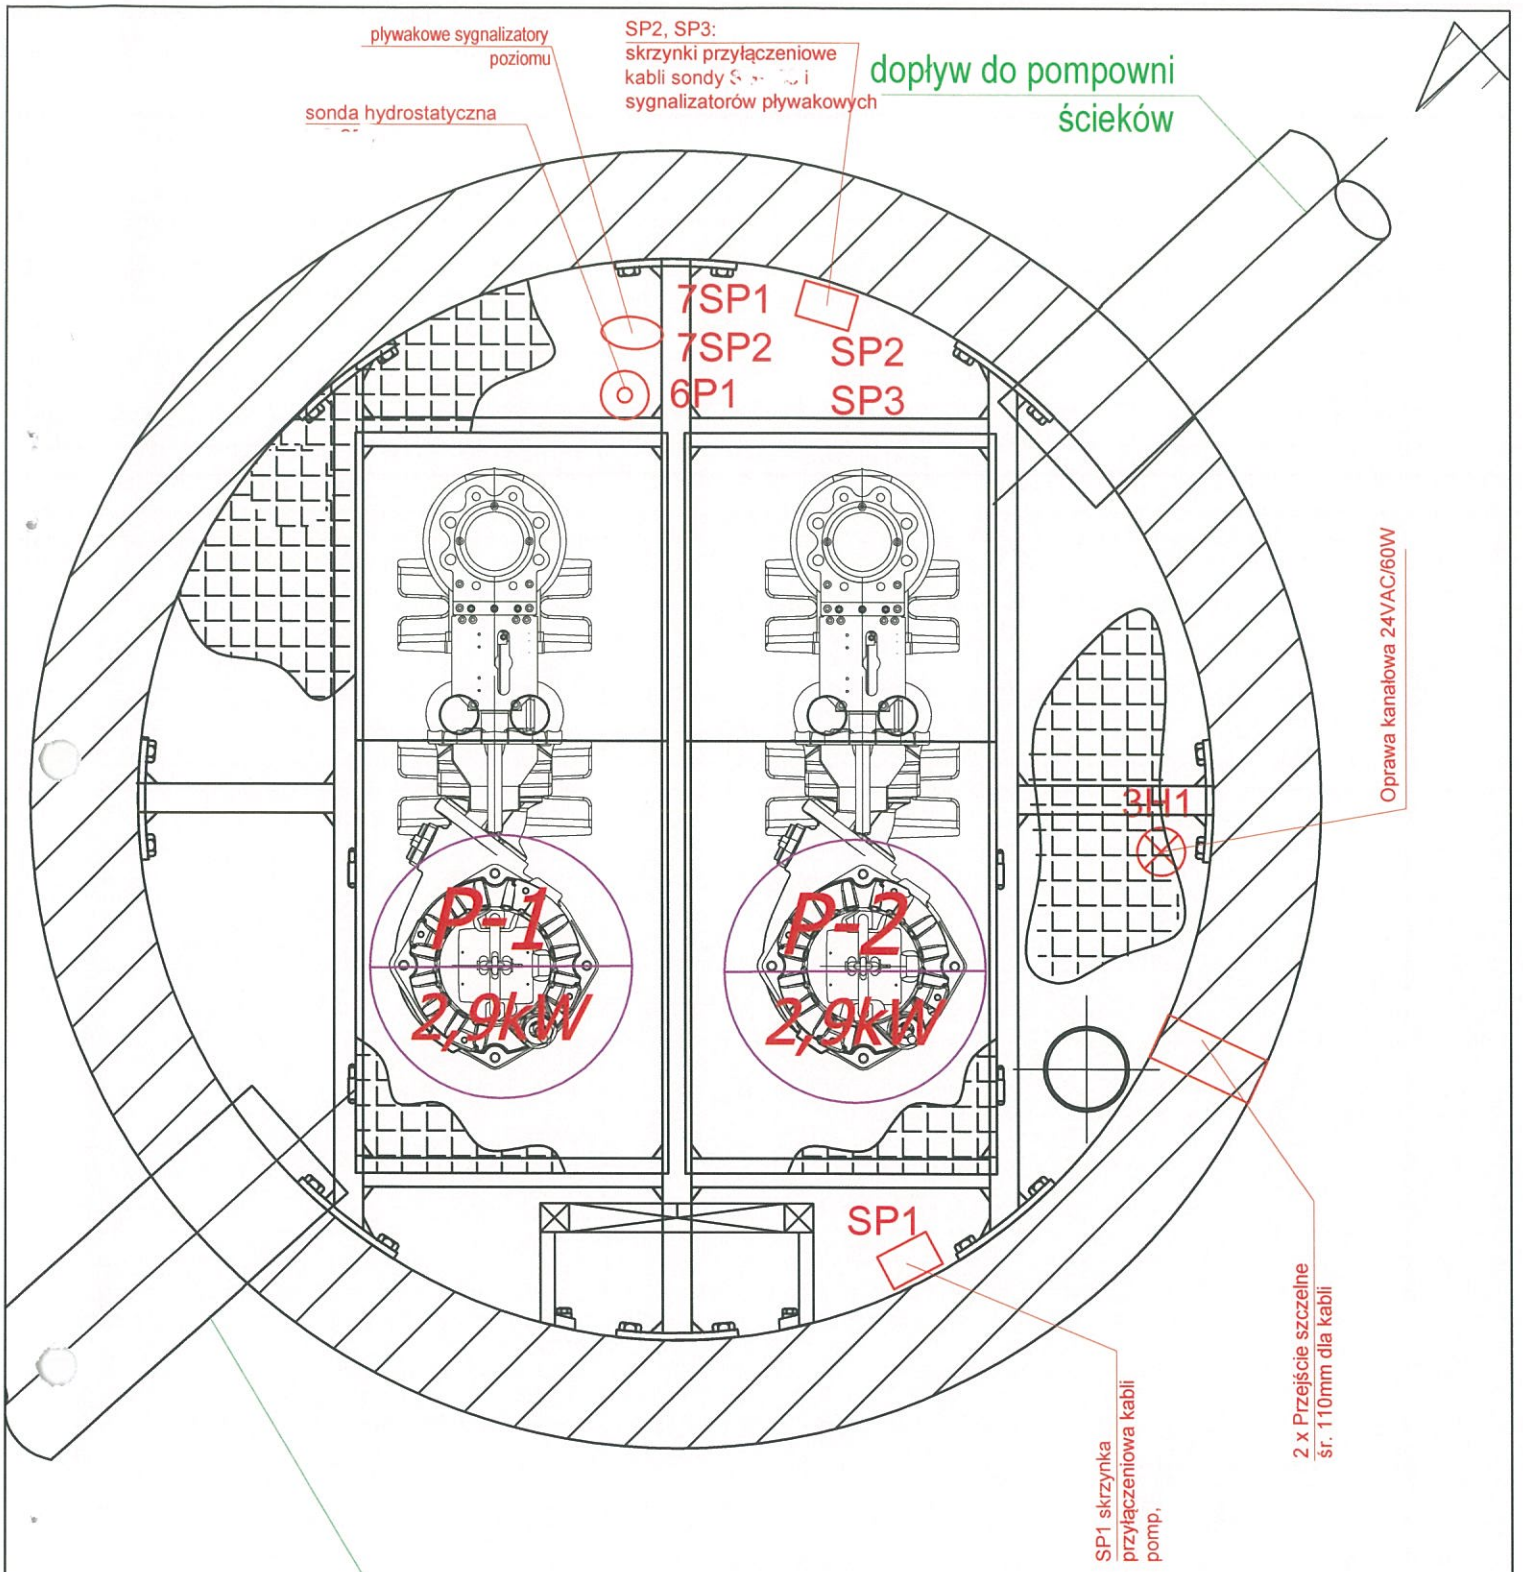 pływakowe sygnalizatory
poziomu
sonda hydrostatyczna
SP2, SP3:
skrzynki przyłączeniowe
kabli sondy i
sygnalizatorów pływakowych
dopływ do pompowni
ścieków
7SP1
7SP2
6P1
SP2
SP3
Oprawa kanałowa 24VAC/60W
3H1
P-1
2,9kW
P-2
2,9kW
SP1
2 x Przejście szczelne
śr. 110mm dla kabli
SP1 skrzynka
przyłączeniowa kabli
pomp,